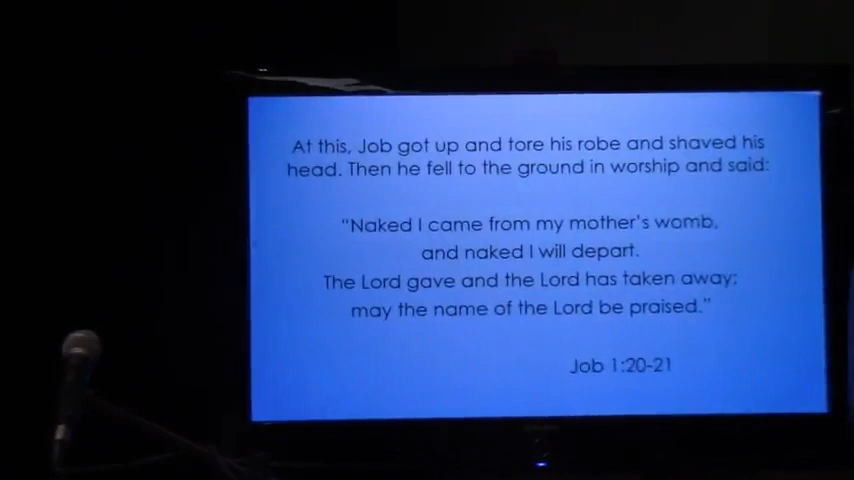 At this, Job got up and tore his robe and shaved his
head. Then he fell to the ground in worship and said:
“Naked I came from my mother’s womb,
and naked I will depart.
The Lord gave and the Lord has taken away;
may the name of the Lord be praised.”
Job 1:20-21